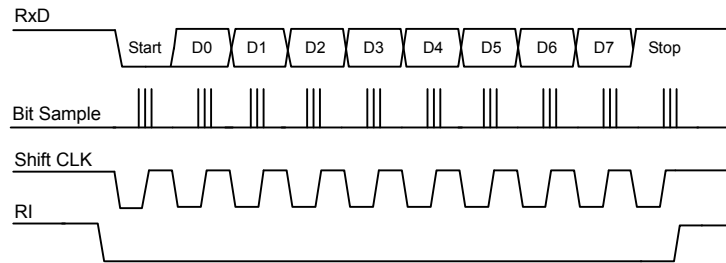 RxD
Start D0 D1 D2 D3 D4 D5 D6 D7 Stop
Bit Sample
Shift CLK
RI